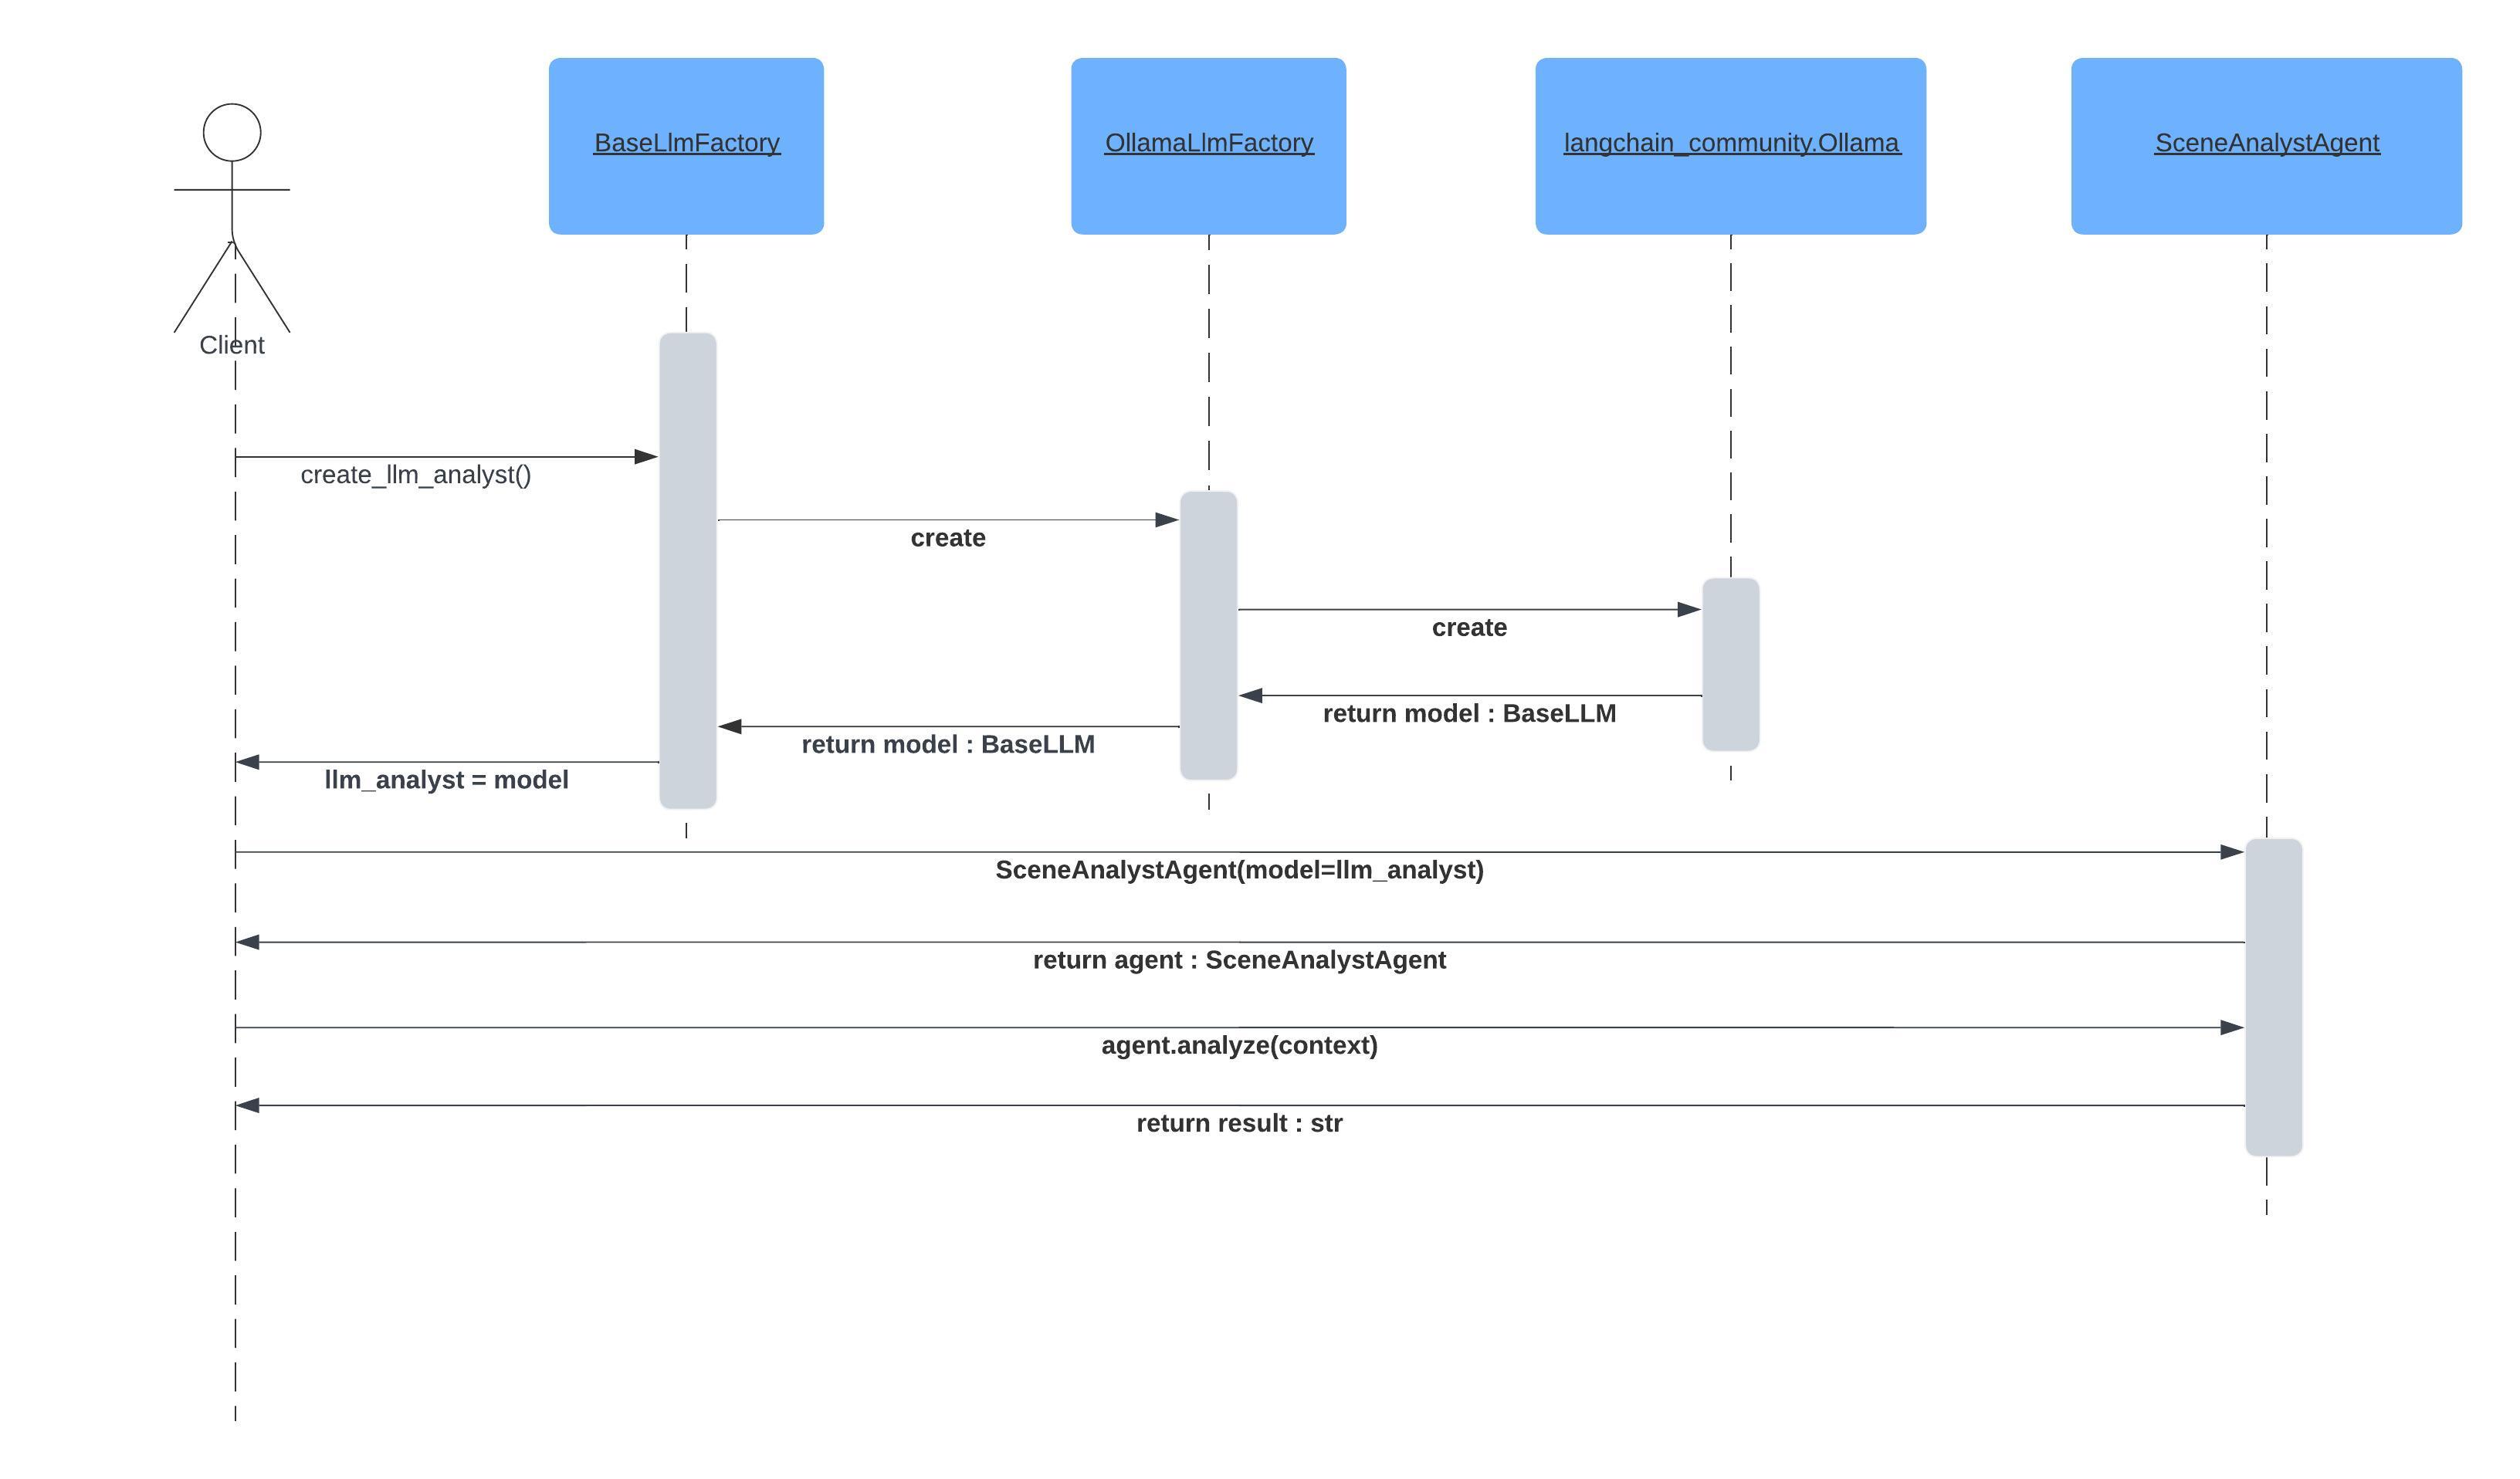 BaseLlmFactory
OllamaLlmFactory
langchain_community.Ollama
SceneAnalystAgent
Client
create_llm_analyst()
create
create
return model : BaseLLM
return model : BaseLLM
llm_analyst = model
SceneAnalystAgent(model=llm_analyst)
return agent : SceneAnalystAgent
agent.analyze(context)
return result : str